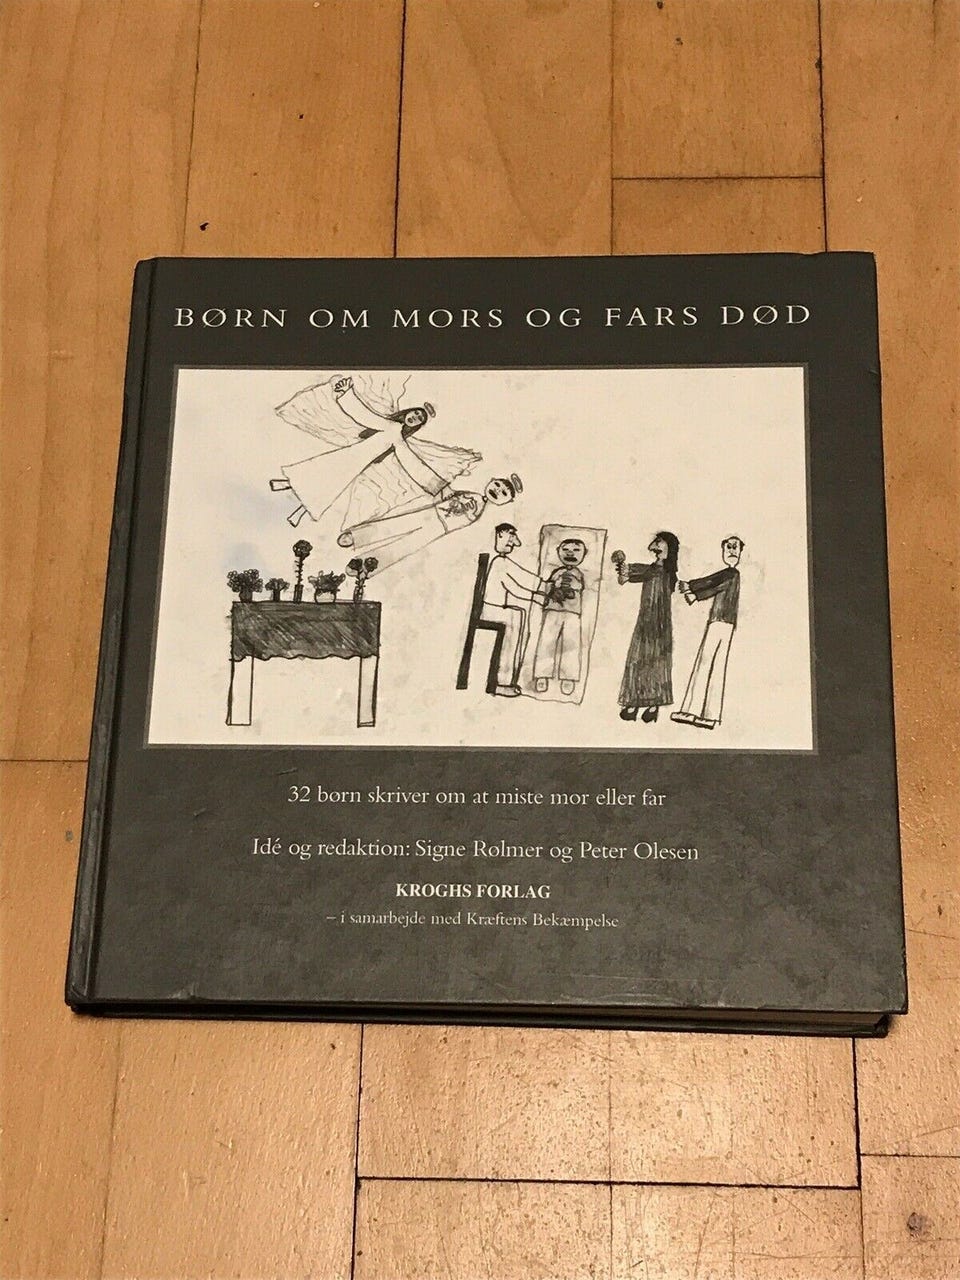 BØRN OM MORS OG FARS DØD
32 børn skriver om at miste mor eller far
Idé og redaktion: Signe Rølmer og Peter Olesen
KROGHS FORLAG
– i samarbejde med Kræftens Bekæmpelse